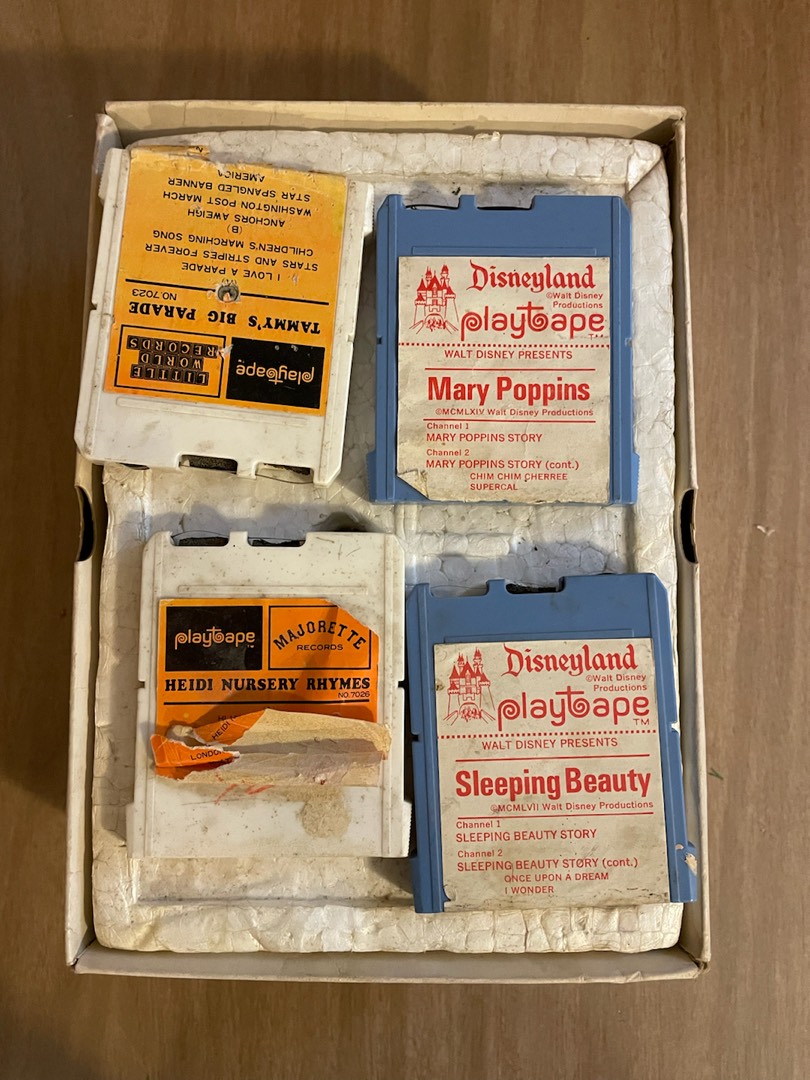 playtape
LITTLE
WORLD
RECORDS
TAMMY'S BIG PARADE
NO.7023
I LOVE A PARADE
STARS AND STRIPES FOREVER
CHILDREN'S MARCHING SONG
(B)
ANCHORS AWEIGH
WASHINGTON POST MARCH
STAR SPANGLED BANNER
AMERICA
Disneyland
©Walt Disney
Productions
playtape™
WALT DISNEY PRESENTS
Mary Poppins
©MCMLXIV Walt Disney Productions
Channel 1
MARY POPPINS STORY
Channel 2
MARY POPPINS STORY (cont.)
CHIM CHIM CHERREE
SUPERCAL
playtape™
MAJORETTE
RECORDS
HEIDI NURSERY RHYMES
NO.7026
HEIDI
Disneyland
©Walt Disney
Productions
playtape™
WALT DISNEY PRESENTS
Sleeping Beauty
©MCMLVII Walt Disney Productions
Channel 1
SLEEPING BEAUTY STORY
Channel 2
SLEEPING BEAUTY STORY (cont.)
ONCE UPON A DREAM
I WONDER